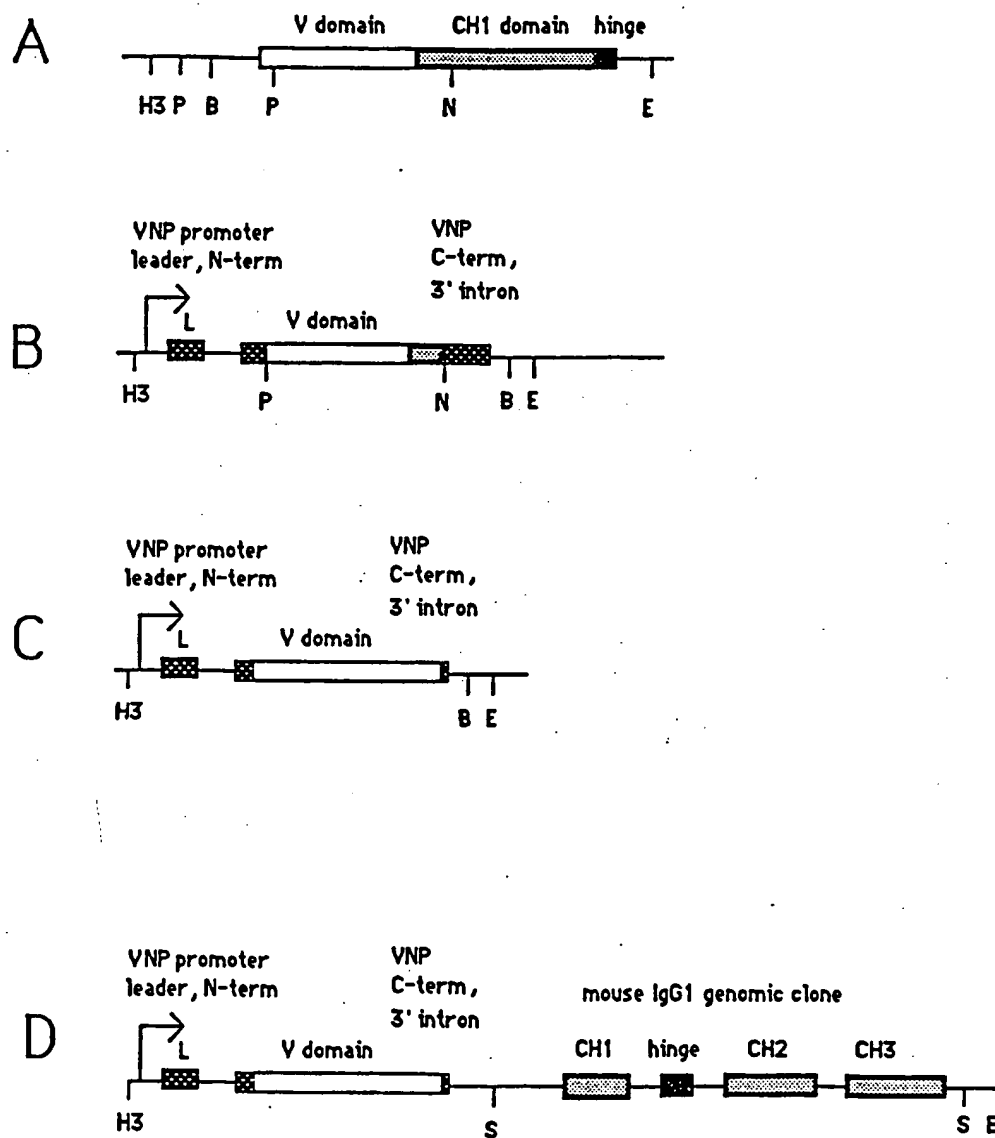 A
V domain CH1 domain hinge
H3 P B P N E
B
VNP promoter
leader, N-term
VNP
C-term,
3' intron
L
V domain
H3 P N B E
C
VNP promoter
leader, N-term
VNP
C-term,
3' intron
L
V domain
H3 B E
D
VNP promoter
leader, N-term
VNP
C-term,
3' intron
mouse IgG1 genomic clone
L
V domain
CH1 hinge CH2 CH3
H3 S S B